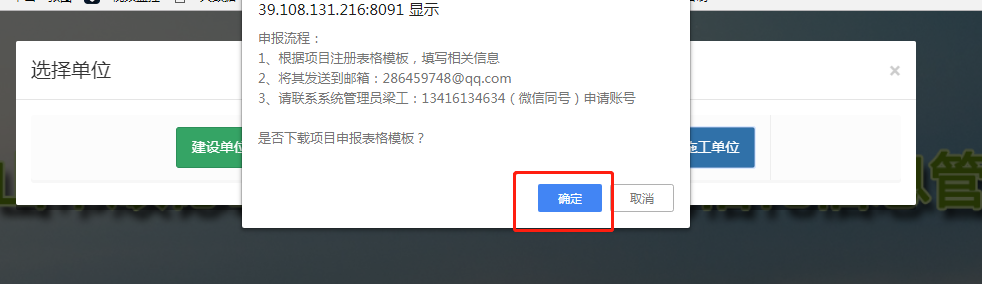 39.108.131.216:8091 显示
申报流程：
1、根据项目注册表格模板，填写相关信息
2、将其发送到邮箱：286459748@qq.com
3、请联系系统管理员梁工：13416134634（微信同号）申请账号
是否下载项目申报表格模板？
确定
取消
选择单位
×
建设单位
施工单位